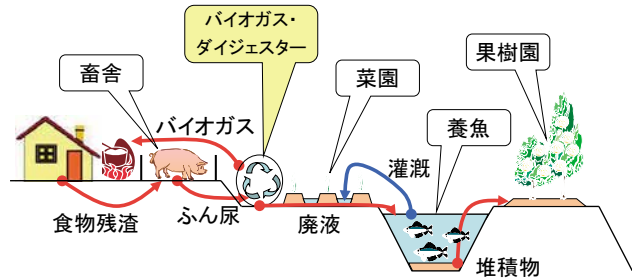 バイオガス・
ダイジェスター
果樹園
畜舎
菜園
養魚
バイオガス
灌漑
食物残渣
ふん尿
廃液
堆積物